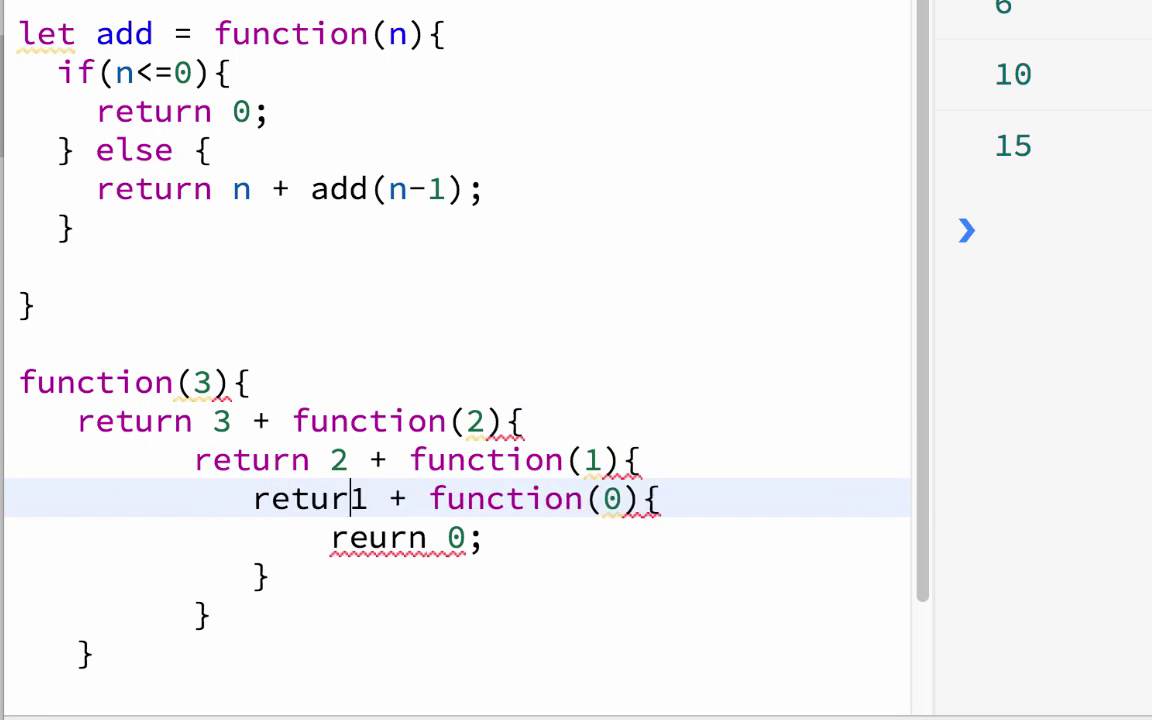 let add = function(n){
if(n<=0){
return 0;
} else {
return n + add(n-1);
}
}
function(3){
return 3 + function(2){
return 2 + function(1){
retur1 + function(0){
reurn 0;
}
}
}
6
10
15
❯